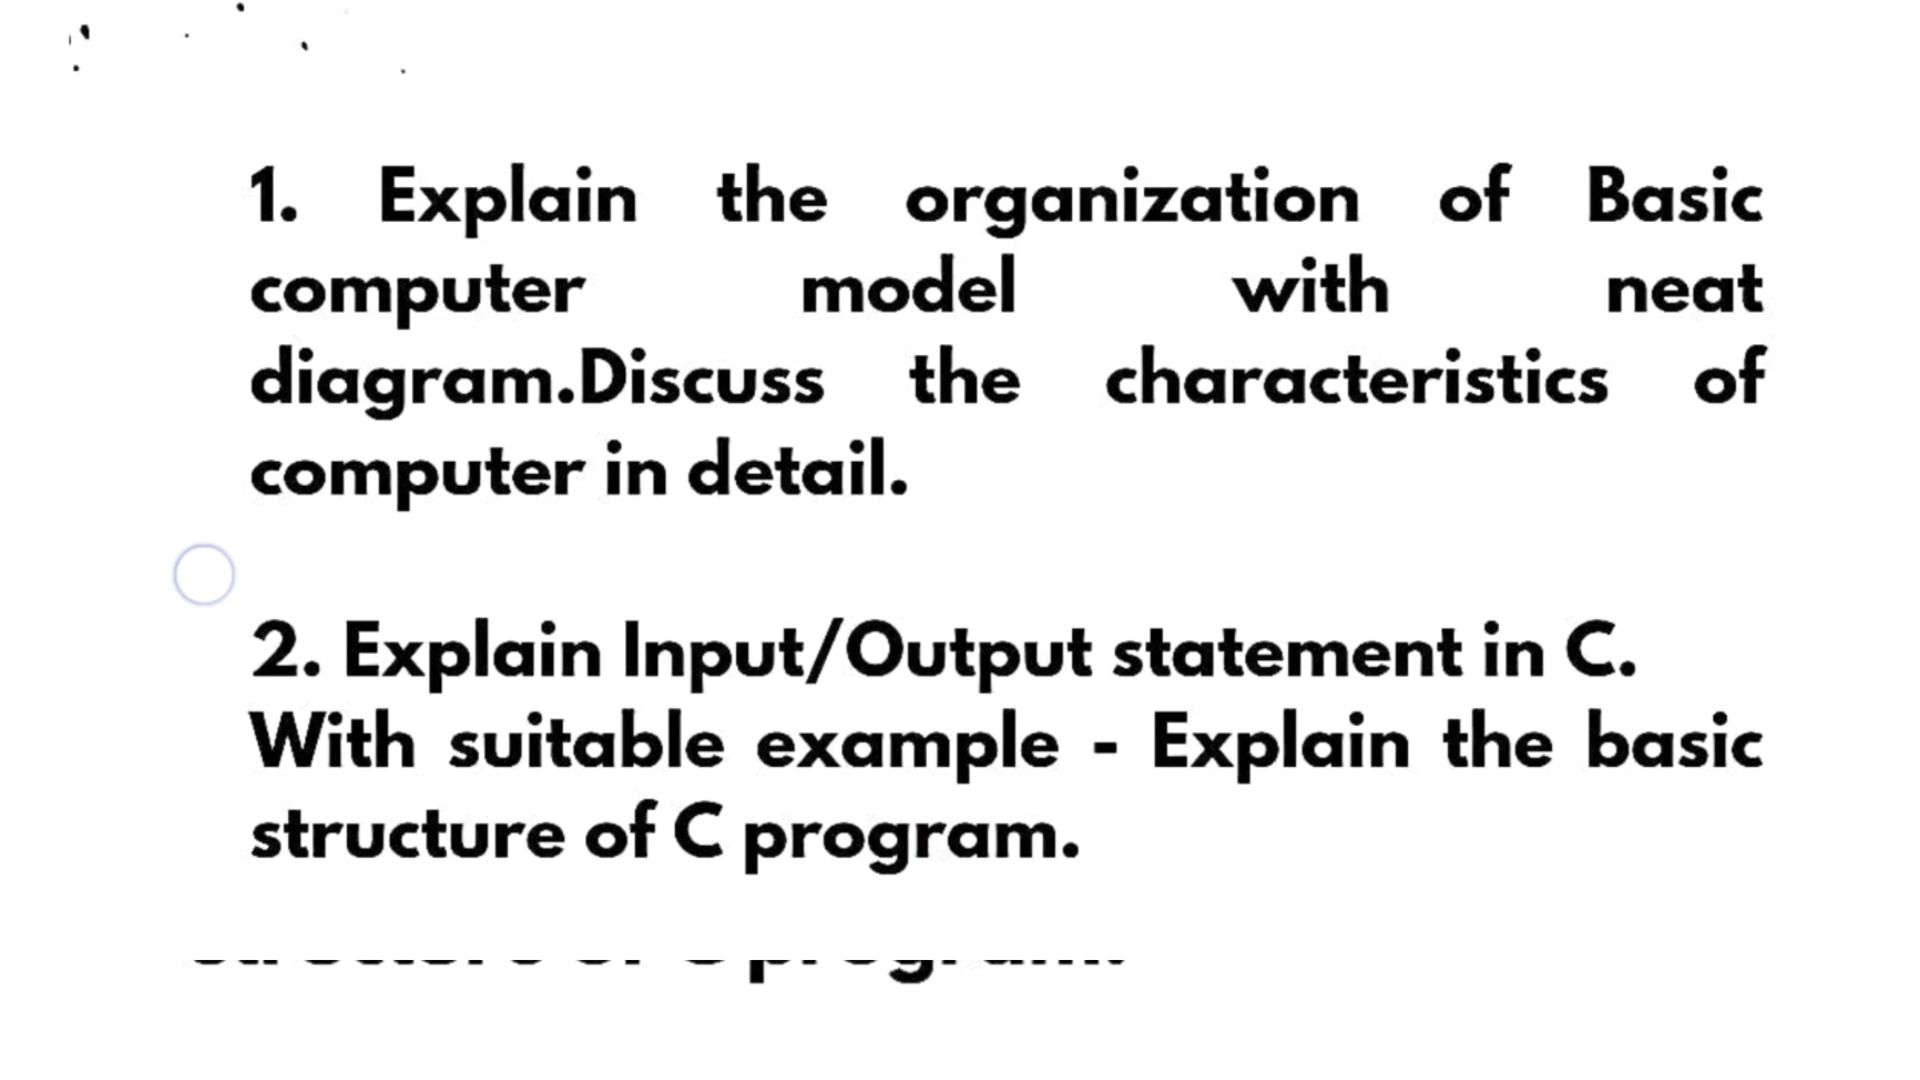 1. Explain the organization of Basic
computer model with neat
diagram.Discuss the characteristics of
computer in detail.
2. Explain Input/Output statement in C.
With suitable example - Explain the basic
structure of C program.